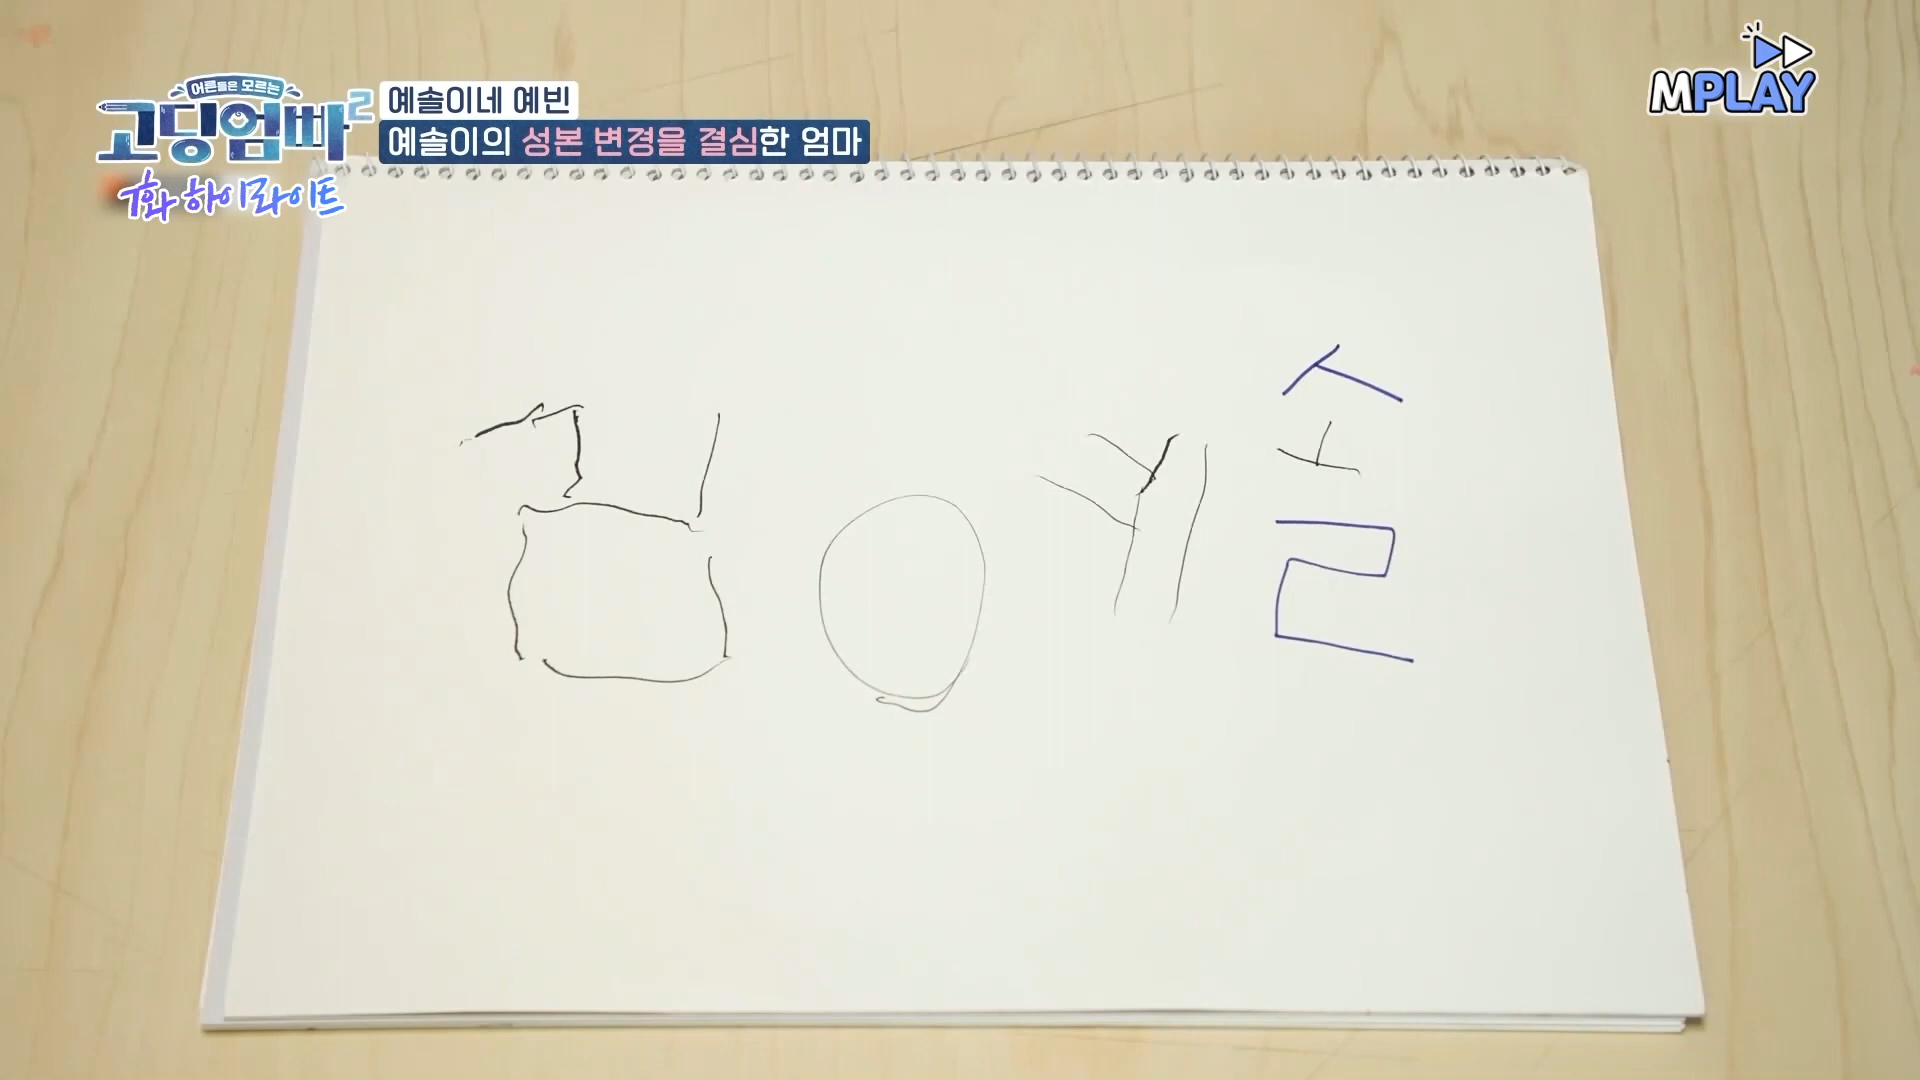 어른들은 모르는
고딩엄빠2
7화 하이라이트
예솔이네 예빈
예솔이의 성본 변경을 결심한 엄마
MPLAY
김예솔